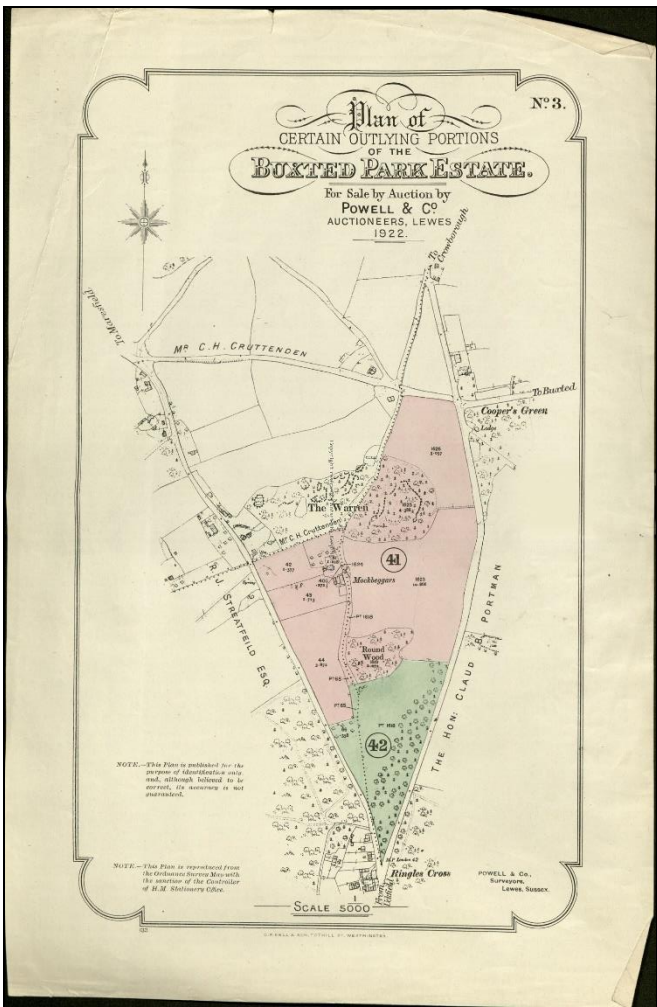 No. 3.
Plan of
CERTAIN OUTLYING PORTIONS
OF THE
BUXTED PARK ESTATE.
For Sale by Auction by
POWELL & Co
AUCTIONEERS, LEWES
1922.
To Crowborough
To Maresfield
Mr C. H. CRUTTENDEN
To Buxted
Cooper's Green
Lodge
The Warren
Mr C. H. Cruttenden
41
Mockbeggars
R. J. STREATFEILD ESQ.
Round
Wood
THE HON: CLAUD B. PORTMAN
44
42
NOTE.—This Plan is published for the
purpose of identification only
and, although believed to be
correct, its accuracy is not
guaranteed.
NOTE.—This Plan is reproduced from
the Ordnance Survey Map with
the sanction of the Controller
of H.M. Stationery Office.
Ringles Cross
From Uckfield
POWELL & Co.,
Surveyors,
Lewes, Sussex.
SCALE 1/5000